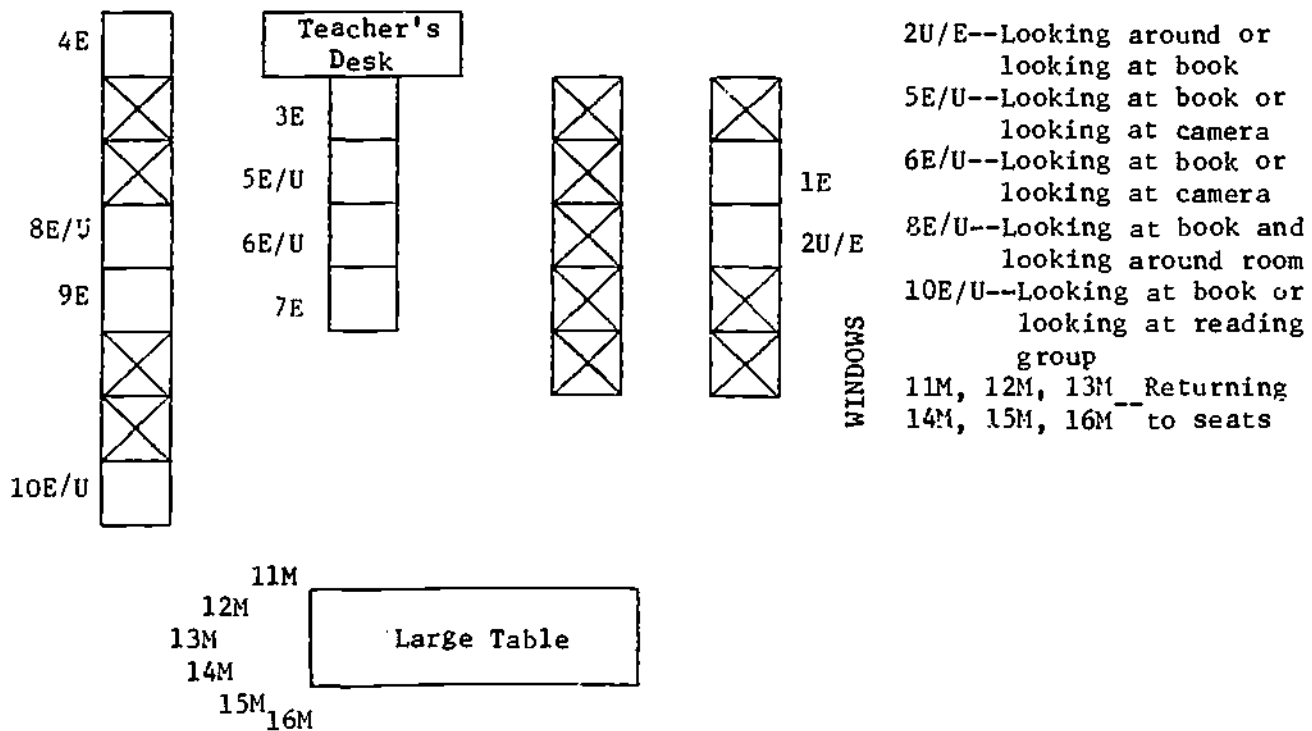 4E
Teacher's
Desk
3E
5E/U
1E
8E/U
6E/U
2U/E
9E
7E
WINDOWS
10E/U
11M
12M
13M
Large Table
14M
15M
16M
2U/E--Looking around or
looking at book
5E/U--Looking at book or
looking at camera
6E/U--Looking at book or
looking at camera
8E/U--Looking at book and
looking around room
10E/U--Looking at book or
looking at reading
group
11M, 12M, 13M__Returning
14M, 15M, 16M to seats